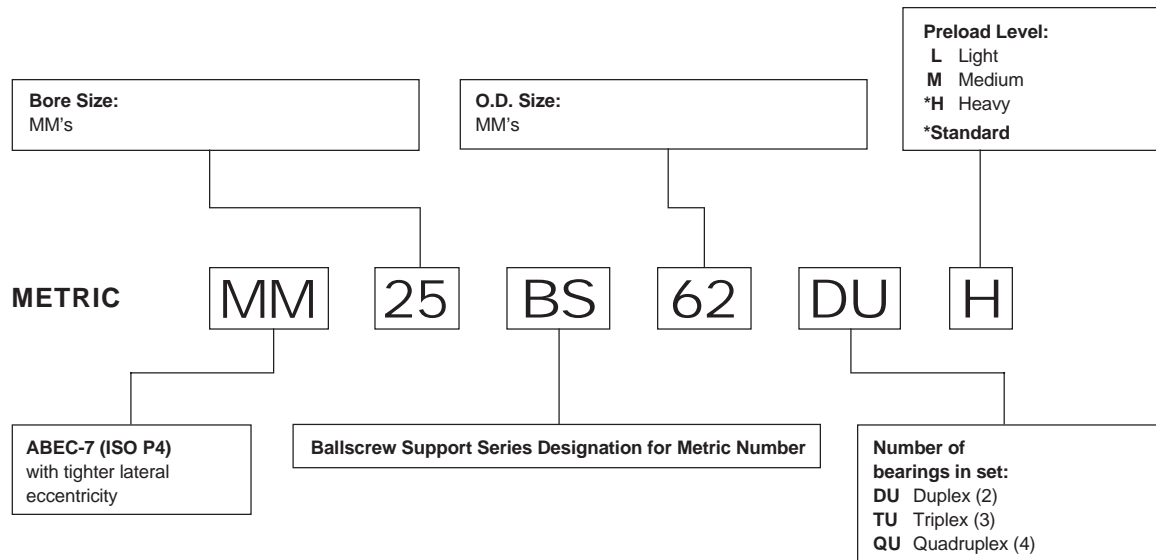 Preload Level:
L Light
M Medium
*H Heavy
*Standard
Bore Size:
MM's
O.D. Size:
MM's
METRIC MM 25 BS 62 DU H
ABEC-7 (ISO P4)
with tighter lateral
eccentricity
Ballscrew Support Series Designation for Metric Number
Number of
bearings in set:
DU Duplex (2)
TU Triplex (3)
QU Quadruplex (4)